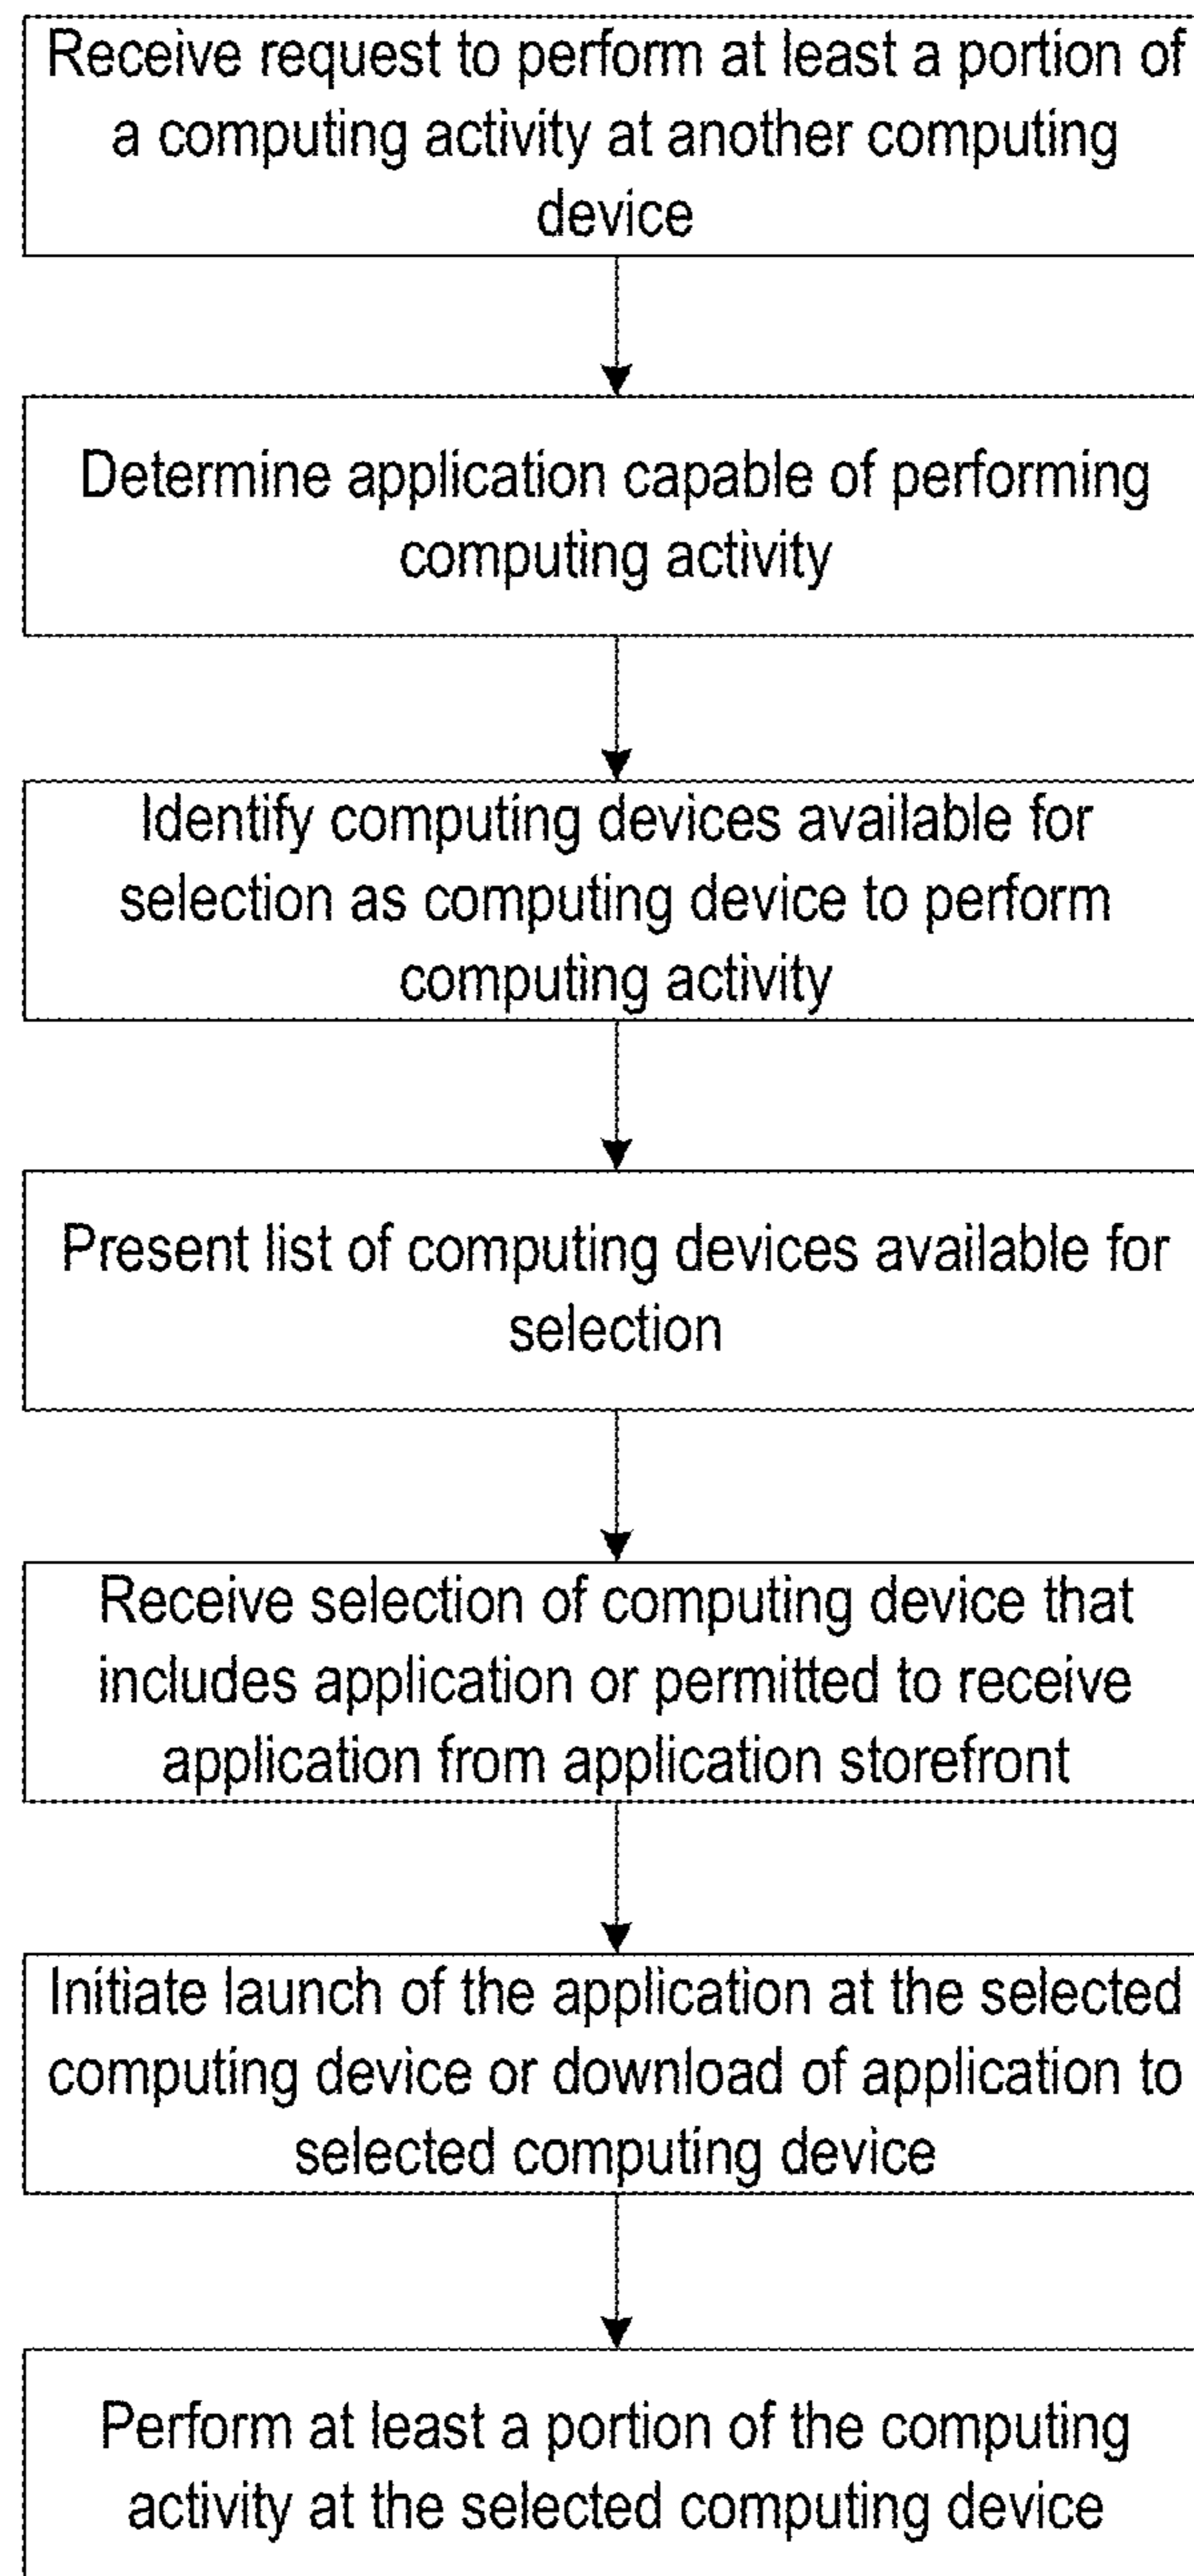 Receive request to perform at least a portion of
a computing activity at another computing
device
Determine application capable of performing
computing activity
Identify computing devices available for
selection as computing device to perform
computing activity
Present list of computing devices available for
selection
Receive selection of computing device that
includes application or permitted to receive
application from application storefront
Initiate launch of the application at the selected
computing device or download of application to
selected computing device
Perform at least a portion of the computing
activity at the selected computing device